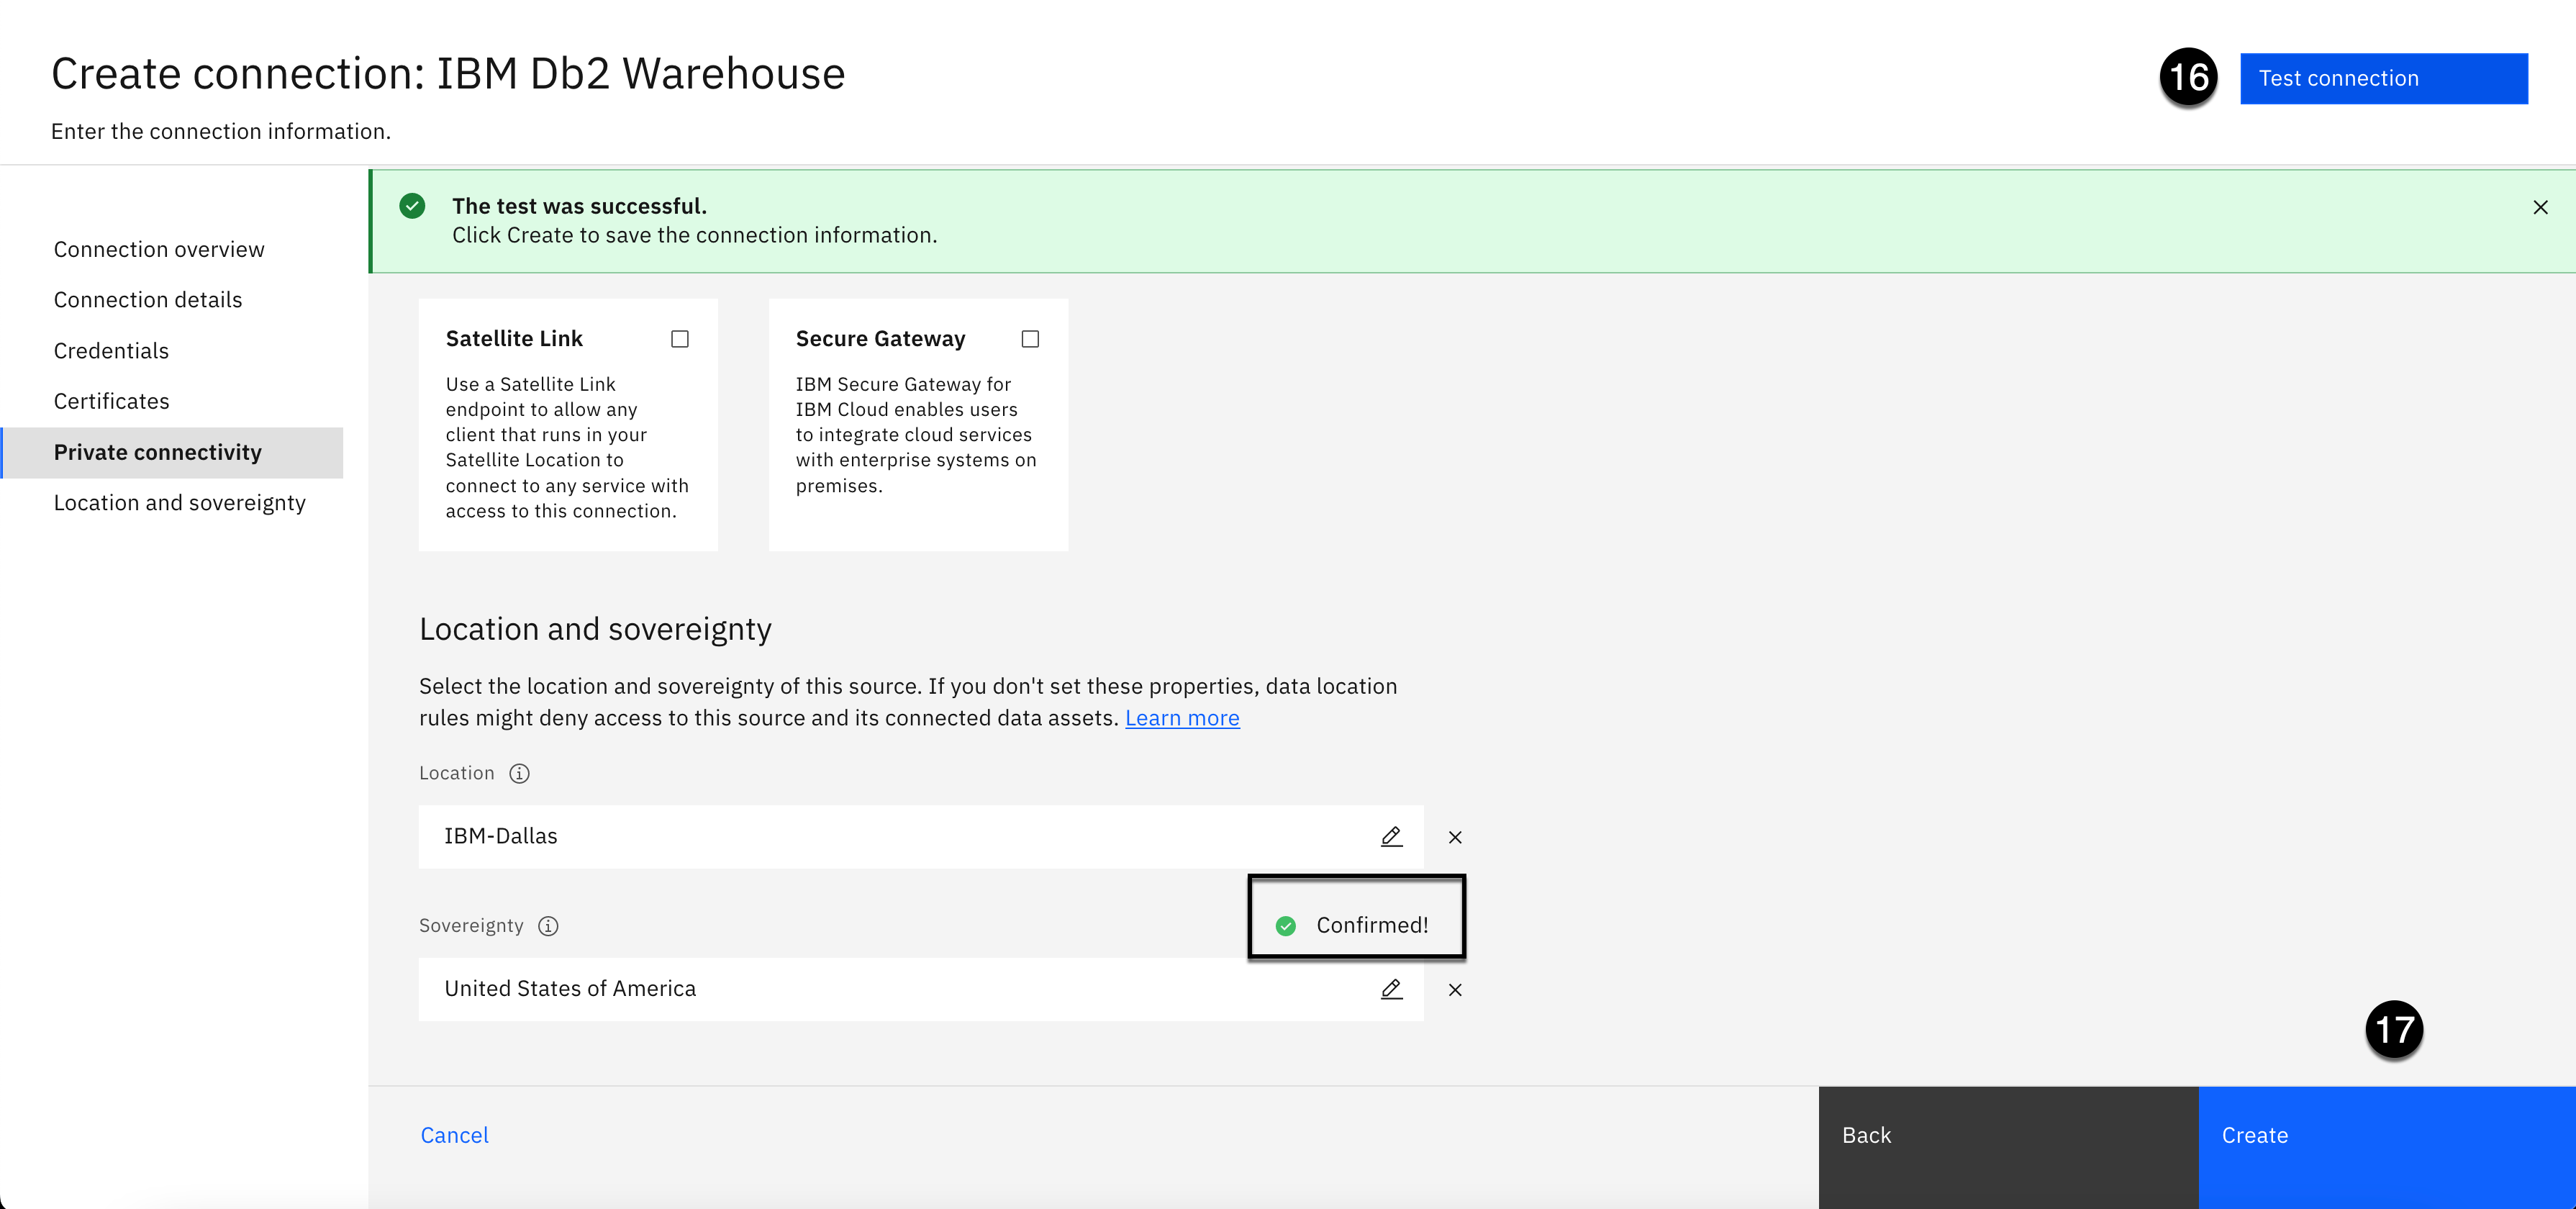 Create connection: IBM Db2 Warehouse
Enter the connection information.
16
Test connection
Connection overview
Connection details
Credentials
Certificates
Private connectivity
Location and sovereignty
The test was successful.
Click Create to save the connection information.
Satellite Link
Use a Satellite Link
endpoint to allow any
client that runs in your
Satellite Location to
connect to any service with
access to this connection.
Secure Gateway
IBM Secure Gateway for
IBM Cloud enables users
to integrate cloud services
with enterprise systems on
premises.
Location and sovereignty
Select the location and sovereignty of this source. If you don't set these properties, data location
rules might deny access to this source and its connected data assets. Learn more
Location
IBM-Dallas
Sovereignty
Confirmed!
United States of America
17
Cancel
Back
Create